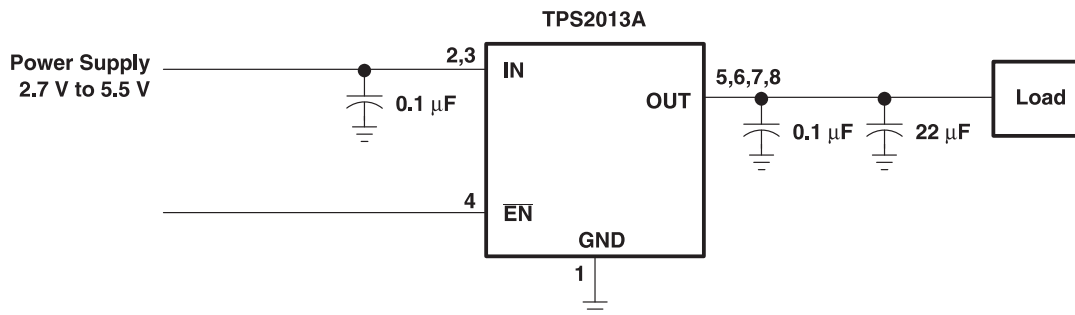 TPS2013A
Power Supply
2.7 V to 5.5 V
2,3
IN
0.1 μF
5,6,7,8
OUT
Load
0.1 μF
22 μF
4
E̅N̅
GND
1